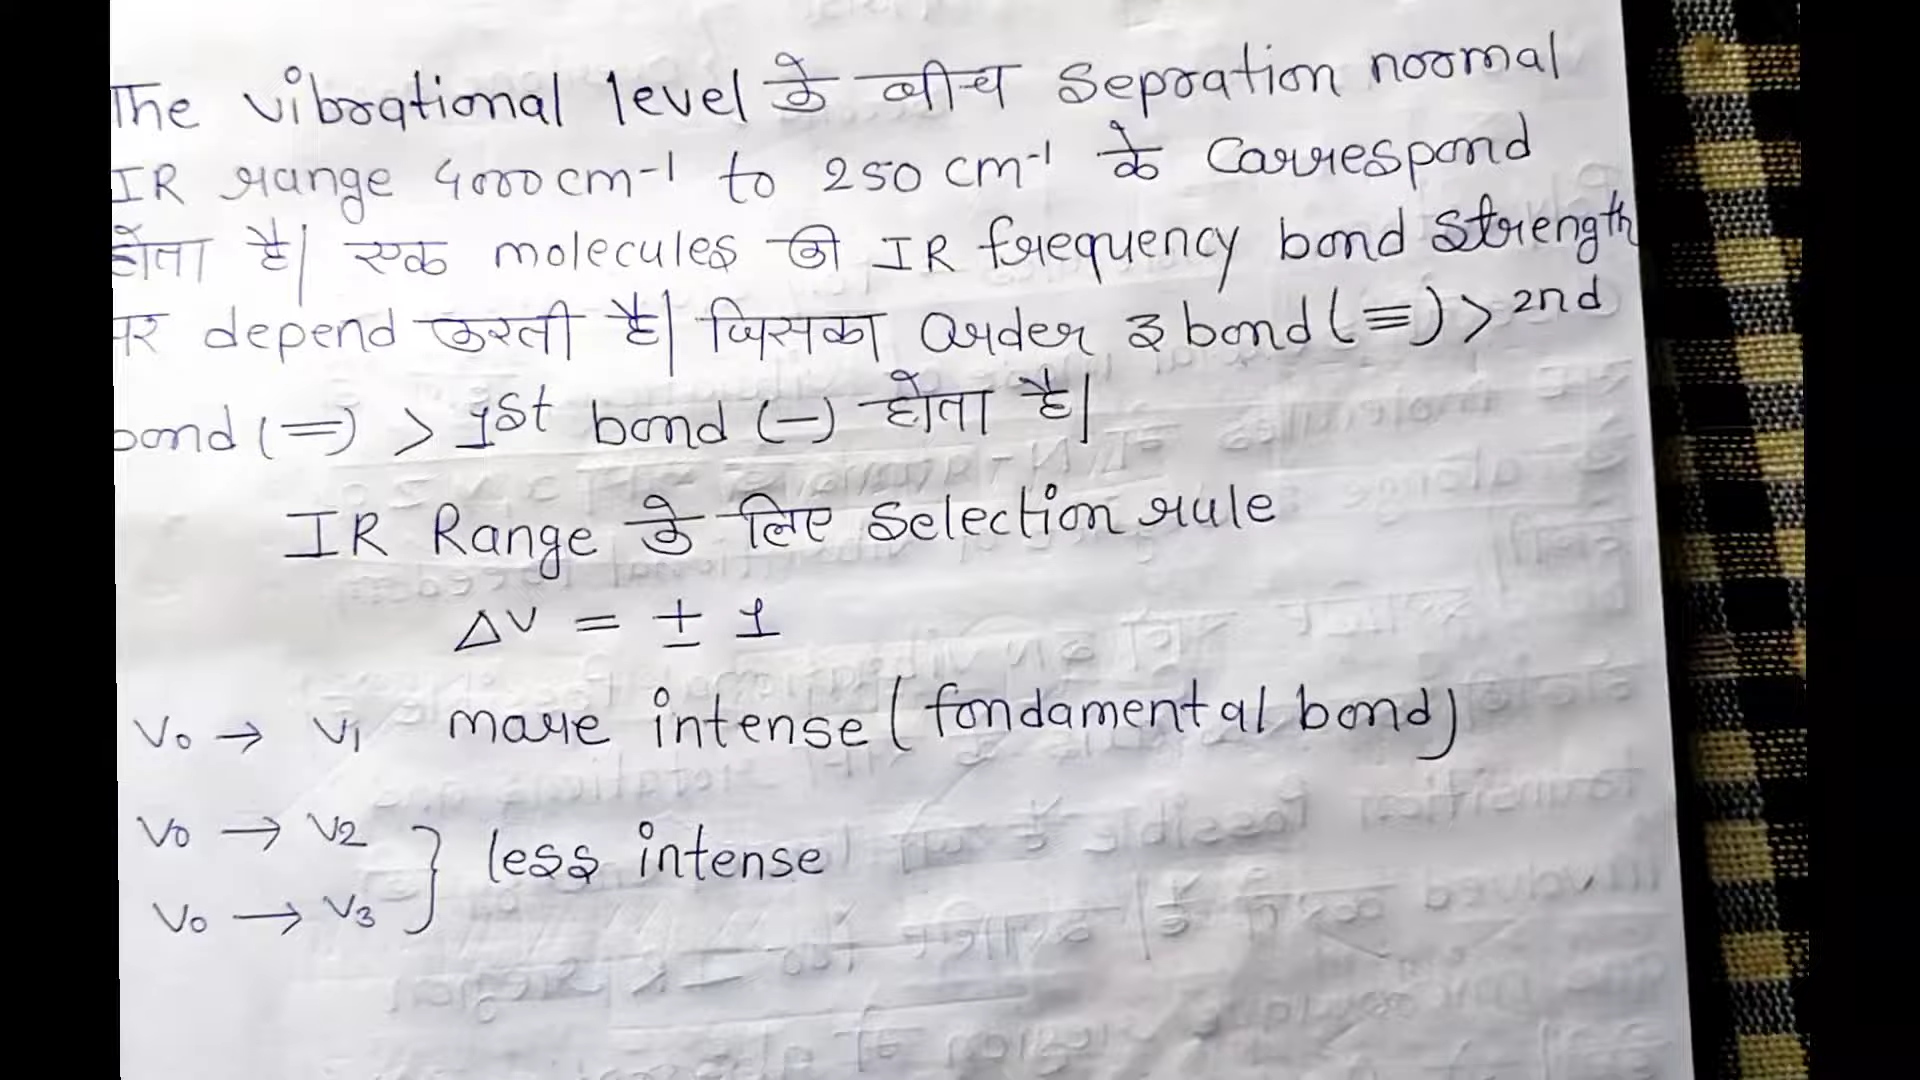 The vibrational level के बीच sepration normal
IR range 4000 cm-1 to 250 cm-1 के correspond
होता है| एक molecules की IR frequency bond strength
पर depend करती है| जिसका order 3 bond (≡) > 2nd
bond (=) > 1st bond (-) होता है|
IR Range के लिए selection rule
ΔV = ± 1
V0 → V1 more intense (fondamental bond)
V0 → V2
less intense
V0 → V3